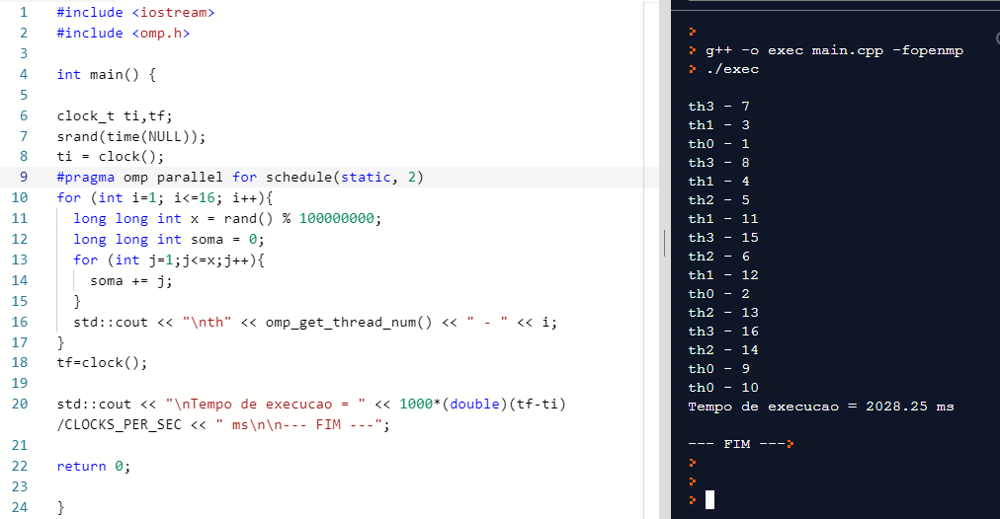 1 #include <iostream>
2 #include <omp.h>
3
4 int main() {
5
6 clock_t ti,tf;
7 srand(time(NULL));
8 ti = clock();
9 #pragma omp parallel for schedule(static, 2)
10 for (int i=1; i<=16; i++){
11   long long int x = rand() % 100000000;
12   long long int soma = 0;
13   for (int j=1;j<=x;j++){
14     soma += j;
15   }
16   std::cout << "\nth" << omp_get_thread_num() << " - " << i;
17 }
18 tf=clock();
19
20 std::cout << "\nTempo de execucao = " << 1000*(double)(tf-ti)
/CLOCKS_PER_SEC << " ms\n\n--- FIM ---";
21
22 return 0;
23
24 }
>
> g++ -o exec main.cpp -fopenmp
> ./exec
th3 - 7
th1 - 3
th0 - 1
th3 - 8
th1 - 4
th2 - 5
th1 - 11
th3 - 15
th2 - 6
th1 - 12
th0 - 2
th2 - 13
th3 - 16
th2 - 14
th0 - 9
th0 - 10
Tempo de execucao = 2028.25 ms
--- FIM --->
>
>
>